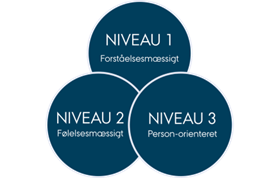 NIVEAU 1
Forståelsesmæssigt
NIVEAU 2
Følelsesmæssigt
NIVEAU 3
Person-orienteret